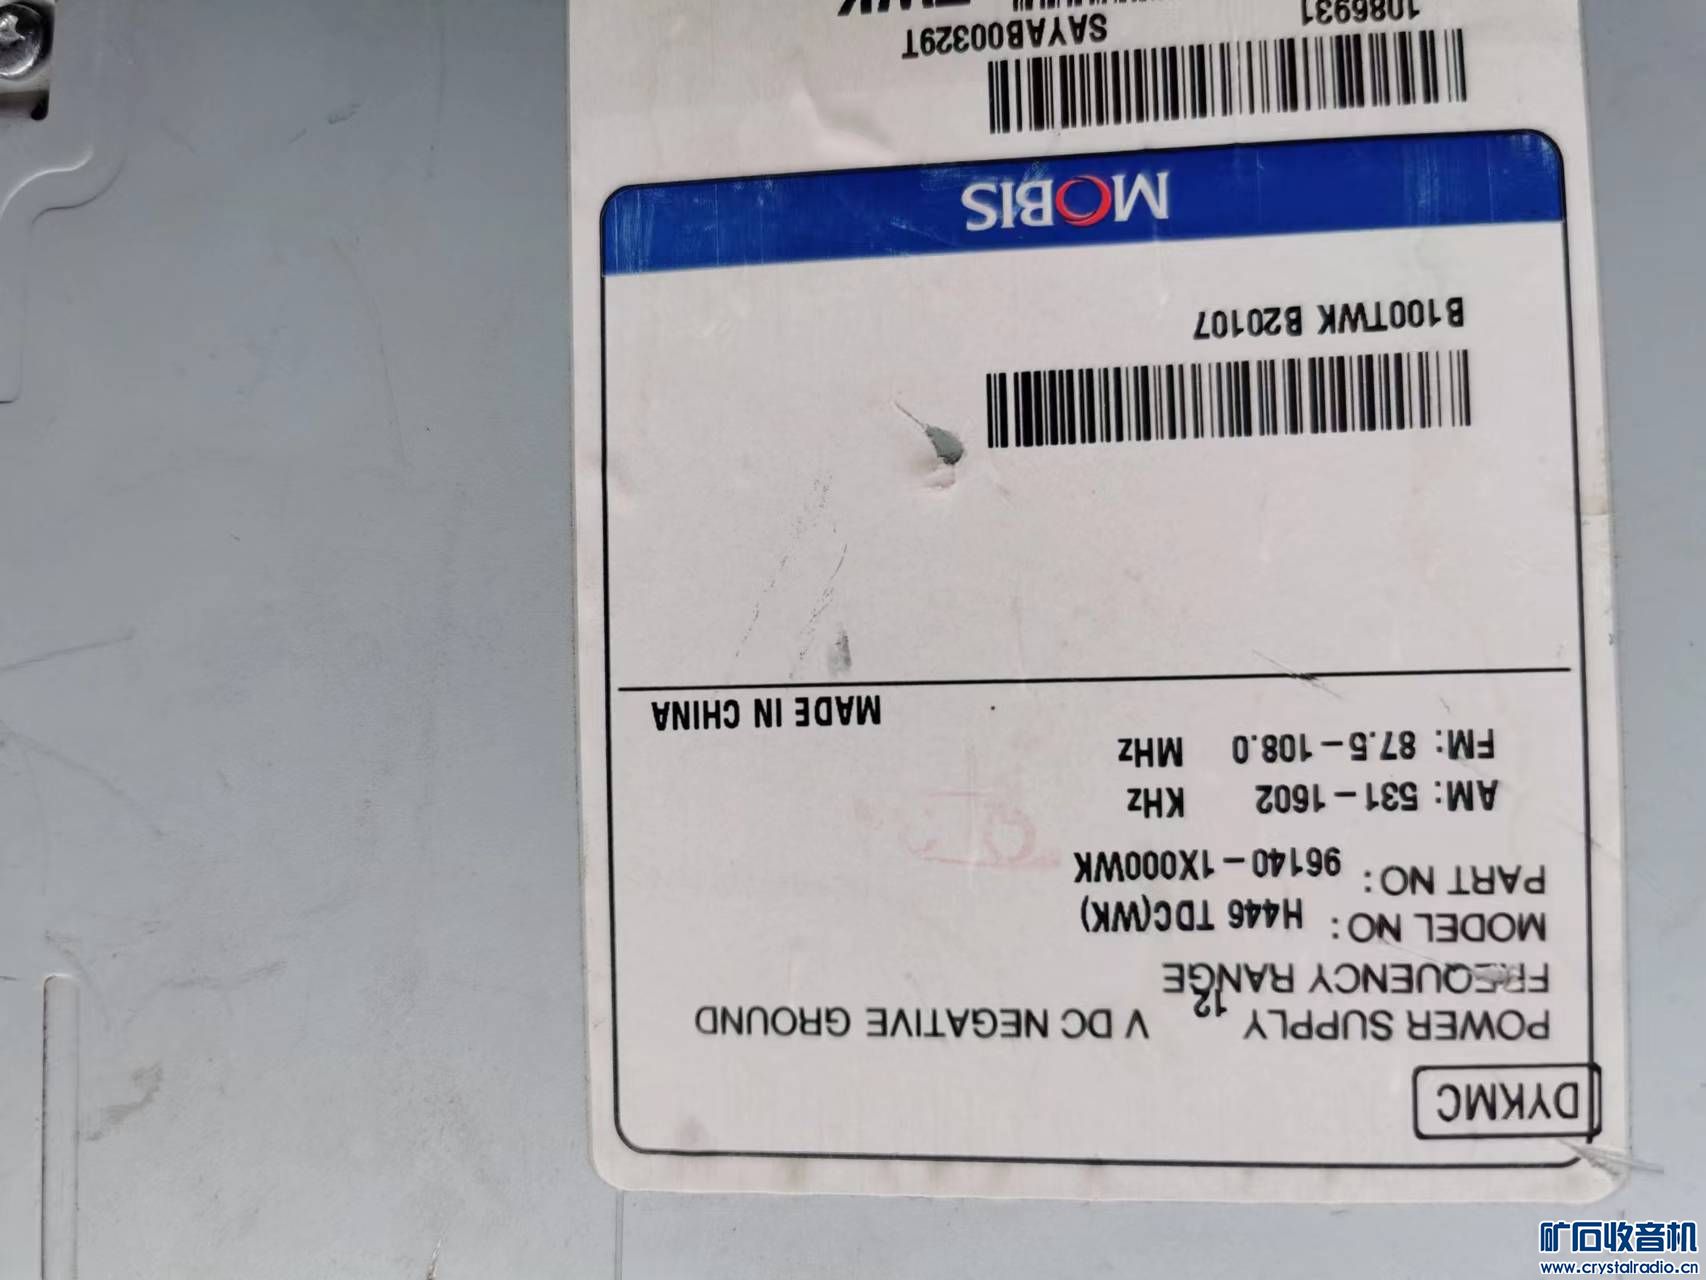 DYKMC
POWER SUPPLY 12 V DC NEGATIVE GROUND
FREQUENCY RANGE
MODEL NO: H446 TDC(WK)
PART NO: 96140-1X000WK
AM: 531-1602 KHz
FM: 87.5-108.0 MHz
MADE IN CHINA
B100TWK B20107
MOBIS
SAYAB00329T
1086931
矿石收音机
www.crystalradio.cn